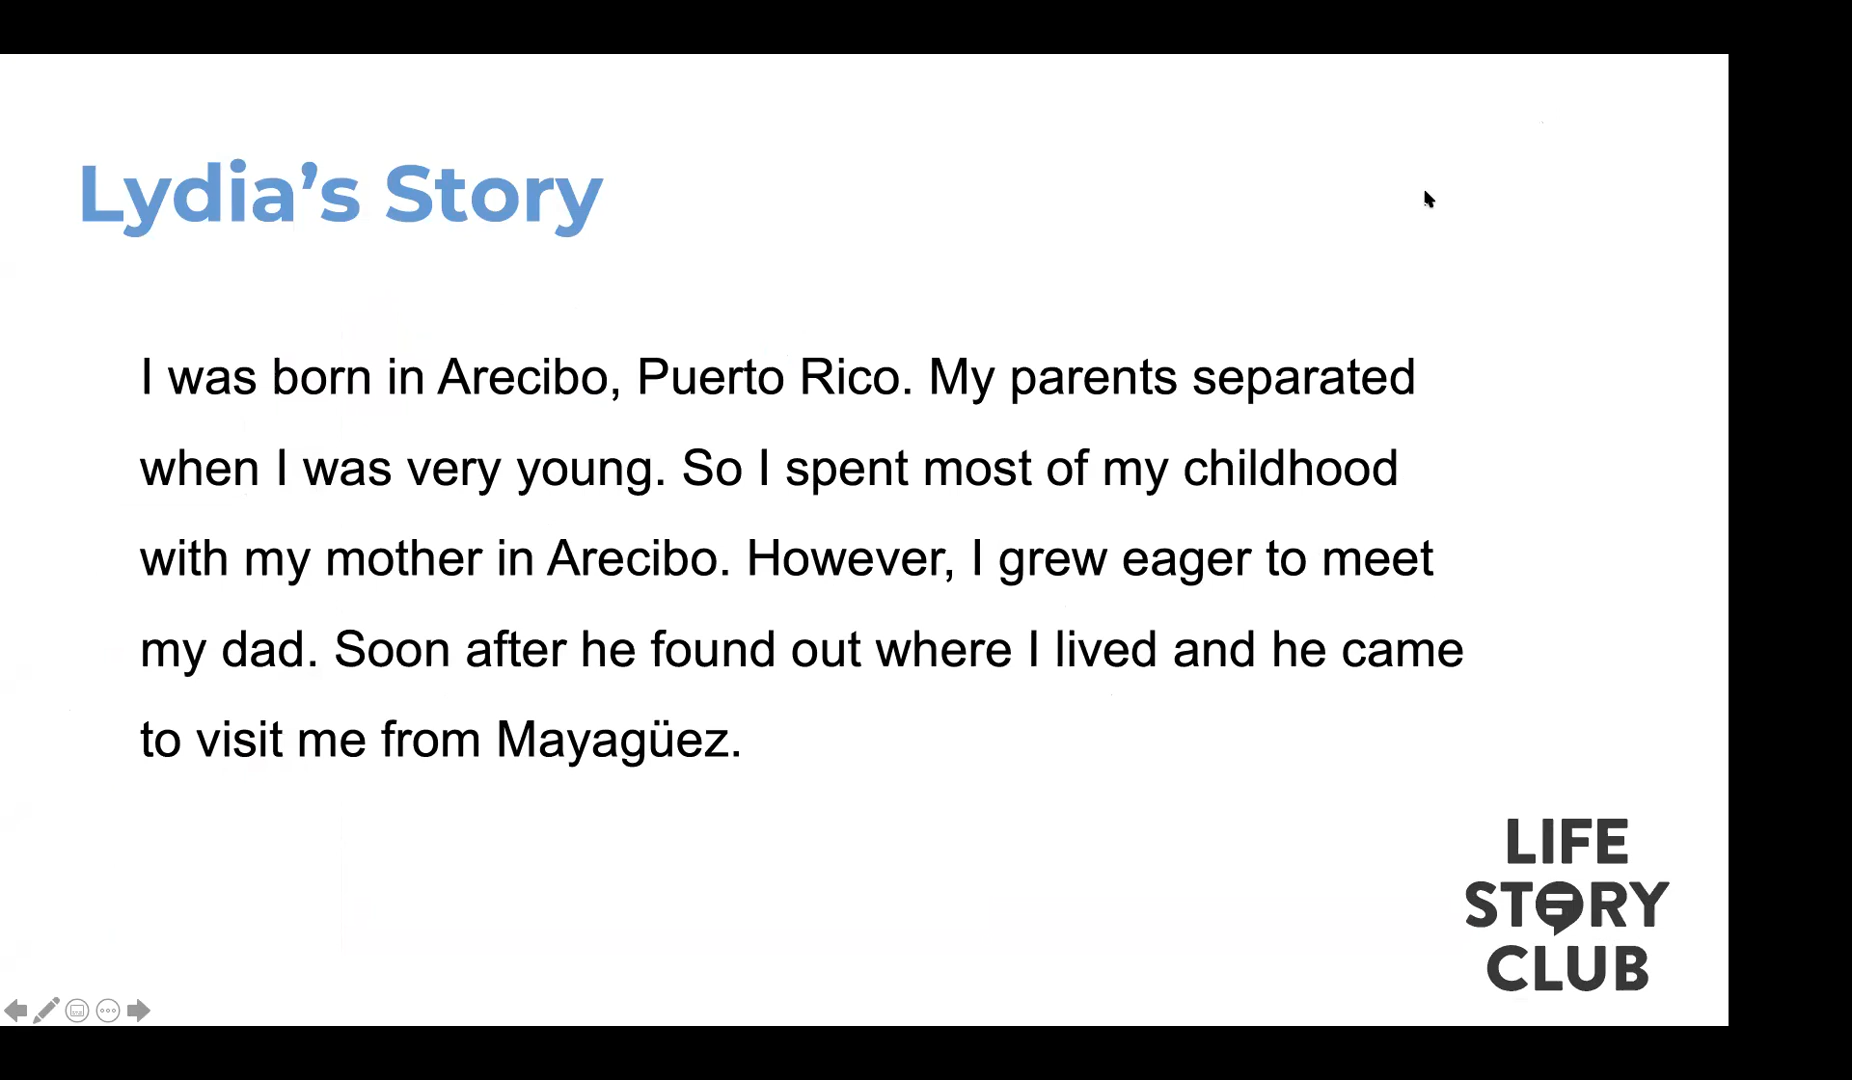 Lydia’s Story
I was born in Arecibo, Puerto Rico. My parents separated
when I was very young. So I spent most of my childhood
with my mother in Arecibo. However, I grew eager to meet
my dad. Soon after he found out where I lived and he came
to visit me from Mayagüez.
LIFE
STORY
CLUB